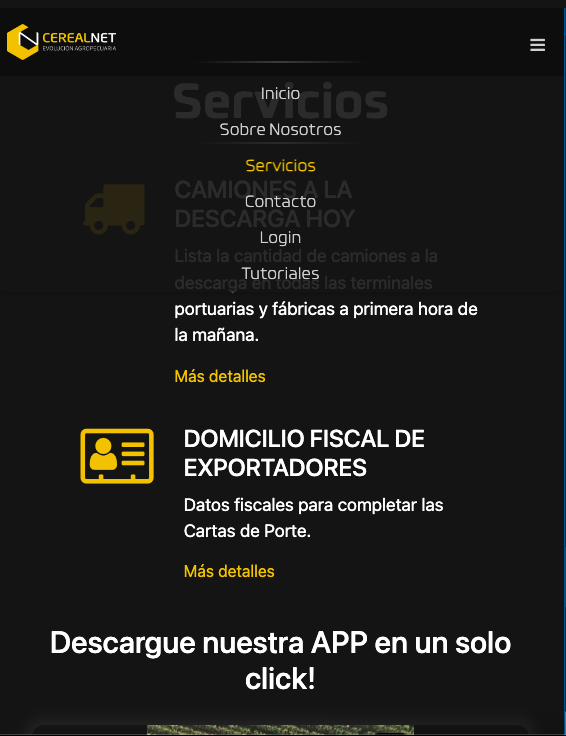 CEREALNET
EVOLUCIÓN AGROPECUARIA
Servicios
Inicio
Sobre Nosotros
Servicios
Contacto
Login
Tutoriales
CAMIONES A LA
DESCARGA HOY
Lista la cantidad de camiones a la
descarga en todas las terminales
portuarias y fábricas a primera hora de
la mañana.
Más detalles
DOMICILIO FISCAL DE
EXPORTADORES
Datos fiscales para completar las
Cartas de Porte.
Más detalles
Descargue nuestra APP en un solo
click!